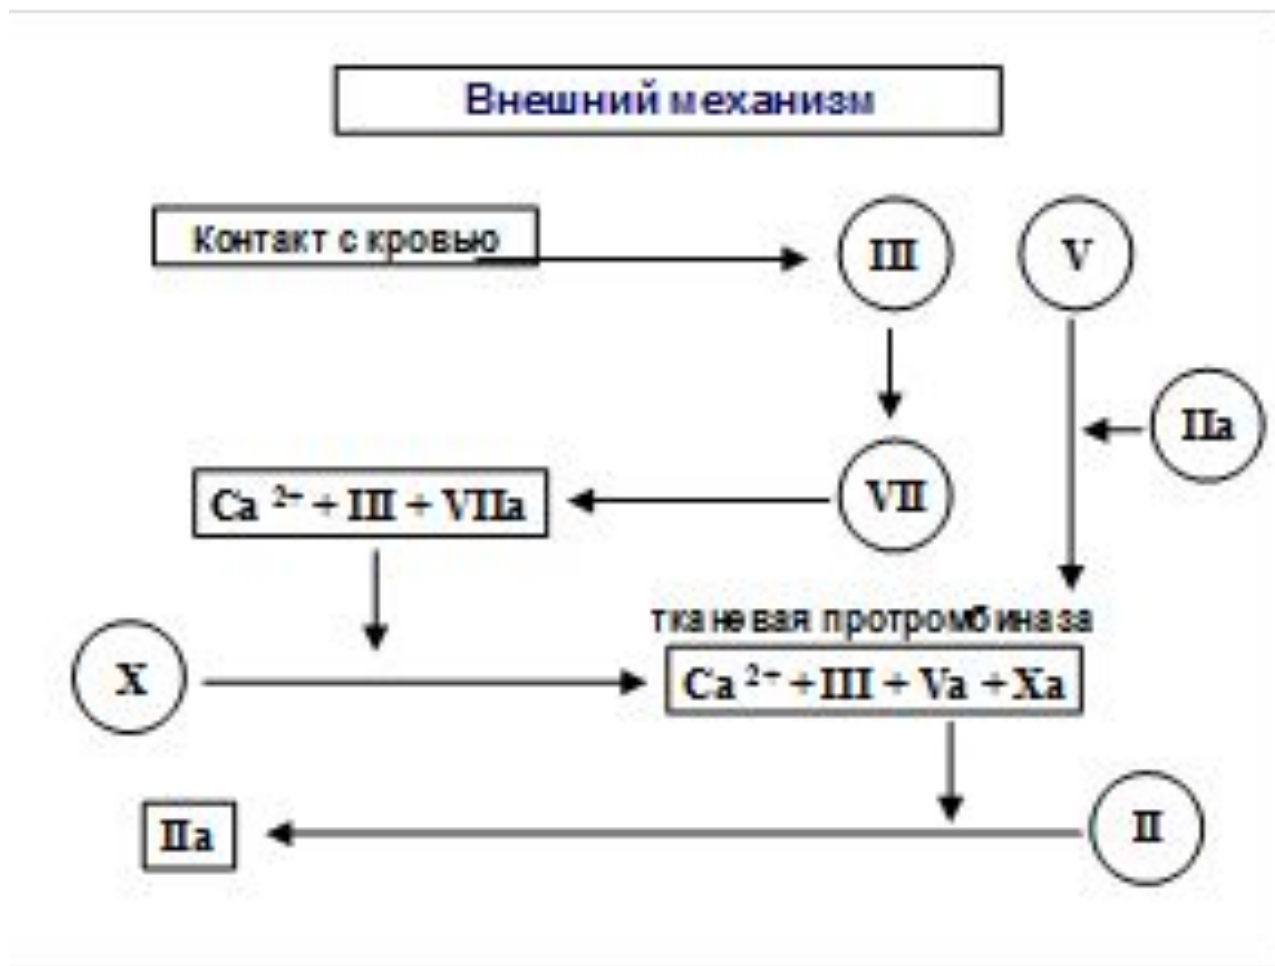 Внешний механизм
Контакт с кровью
III
V
IIa
Ca 2+ + III + VIIa
VII
тканевая протромбиназа
X
Ca 2+ + III + Va + Xa
IIa
II